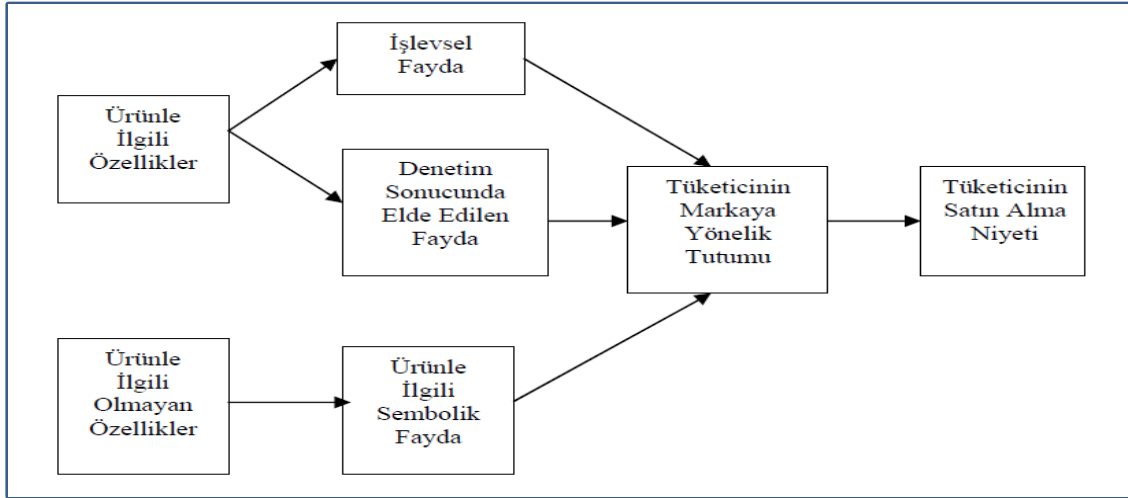 İşlevsel
Fayda
Ürünle
İlgili
Özellikler
Denetim
Sonucunda
Elde Edilen
Fayda
Tüketicinin
Markaya
Yönelik
Tutumu
Tüketicinin
Satın Alma
Niyeti
Ürünle
İlgili
Olmayan
Özellikler
Ürünle
İlgili
Sembolik
Fayda